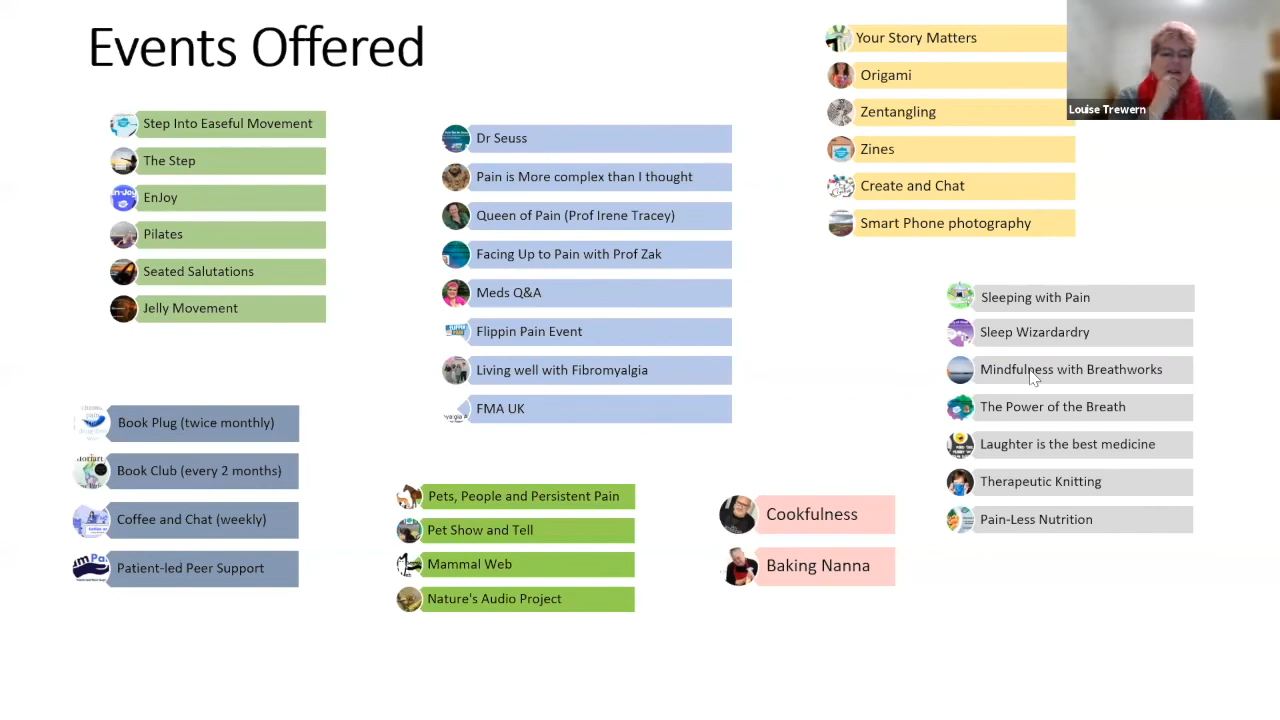 Events Offered
Step Into Easeful Movement
The Step
EnJoy
Pilates
Seated Salutations
Jelly Movement
Dr Seuss
Pain is More complex than I thought
Queen of Pain (Prof Irene Tracey)
Facing Up to Pain with Prof Zak
Meds Q&A
Flippin Pain Event
Living well with Fibromyalgia
FMA UK
Your Story Matters
Origami
Zentangling
Zines
Create and Chat
Smart Phone photography
Louise Trewern
Sleeping with Pain
Sleep Wizardardry
Mindfulness with Breathworks
The Power of the Breath
Laughter is the best medicine
Therapeutic Knitting
Pain-Less Nutrition
Book Plug (twice monthly)
Book Club (every 2 months)
Coffee and Chat (weekly)
Patient-led Peer Support
Pets, People and Persistent Pain
Pet Show and Tell
Mammal Web
Nature's Audio Project
Cookfulness
Baking Nanna